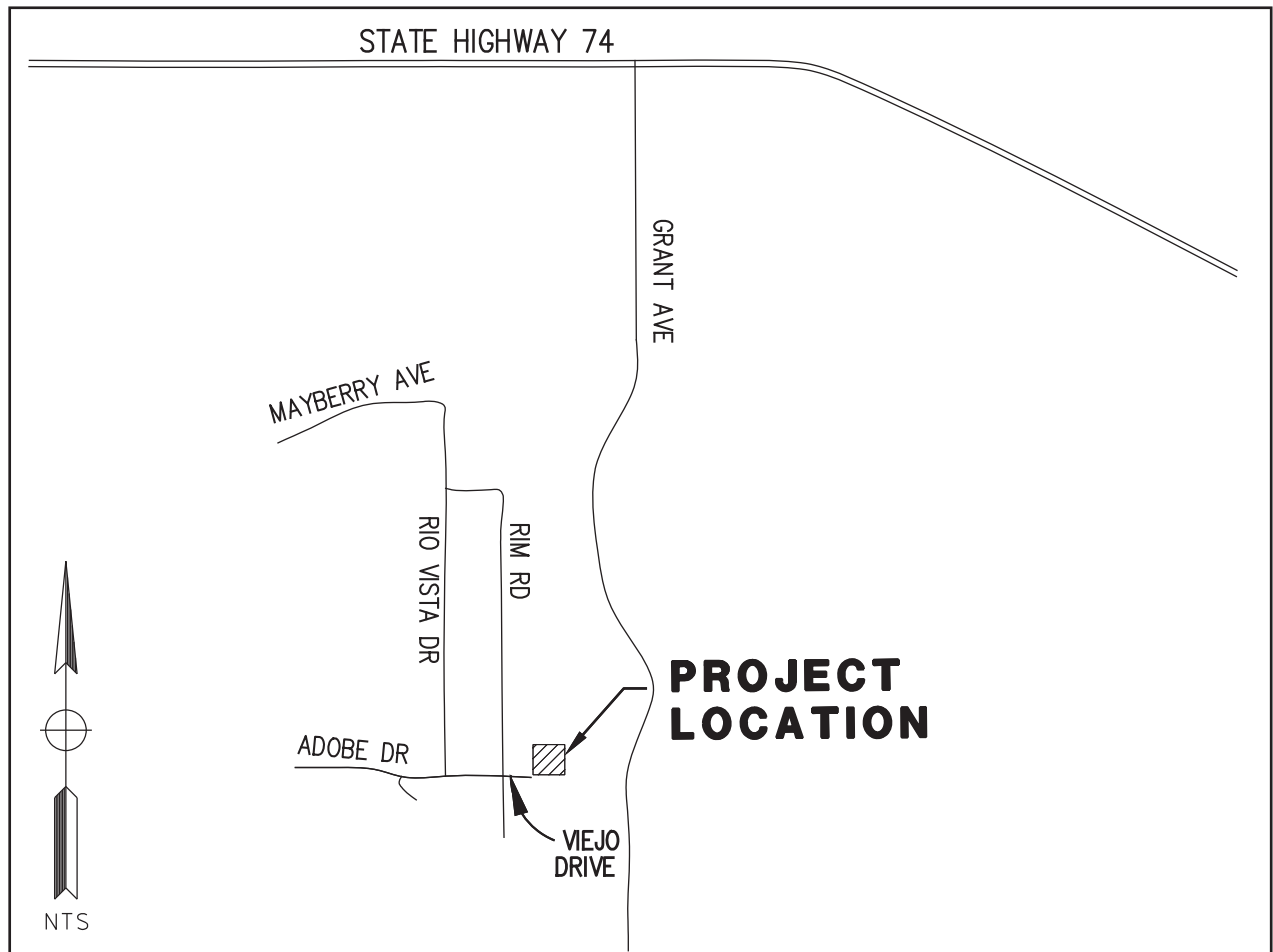 STATE HIGHWAY 74
GRANT AVE
MAYBERRY AVE
RIO VISTA DR
RIM RD
PROJECT
LOCATION
ADOBE DR
VIEJO
DRIVE
NTS